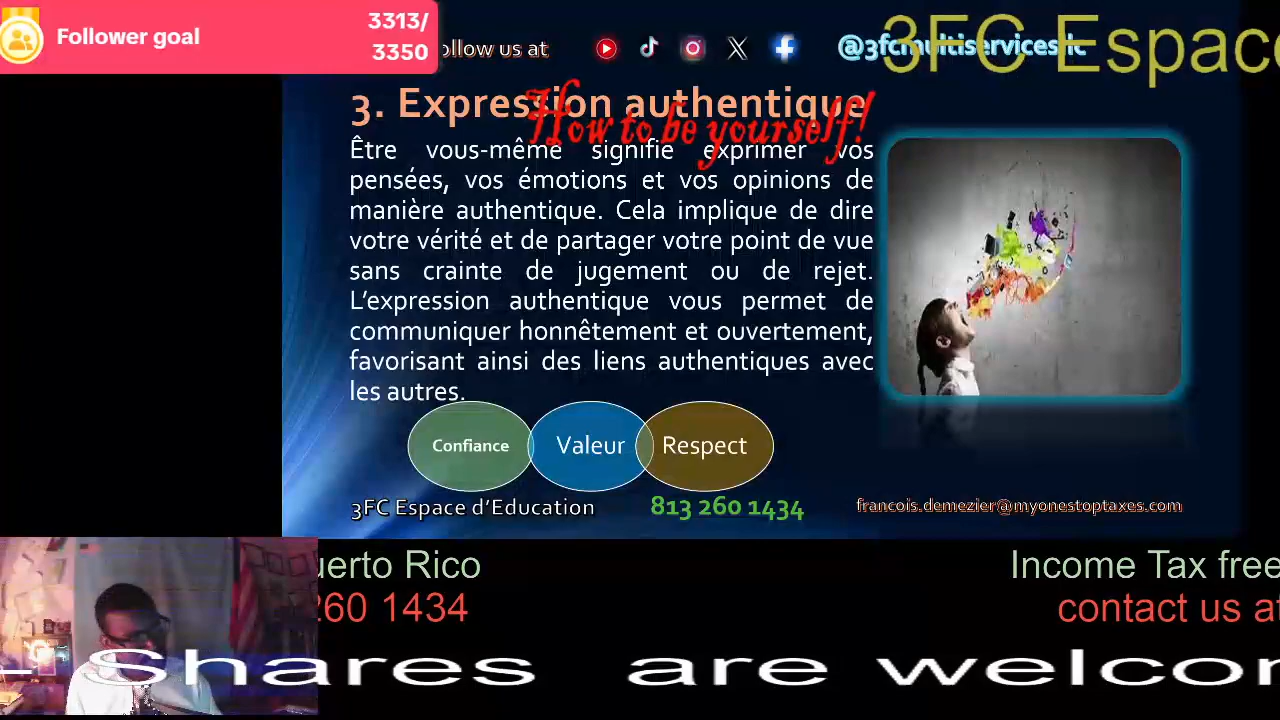 Follower goal
3313/
3350
ollow us at
@3fcmultiservicesllc
3FC Espace
3. Expression authentique
How to be yourself!
Être vous-même signifie exprimer vos
pensées, vos émotions et vos opinions de
manière authentique. Cela implique de dire
votre vérité et de partager votre point de vue
sans crainte de jugement ou de rejet.
L’expression authentique vous permet de
communiquer honnêtement et ouvertement,
favorisant ainsi des liens authentiques avec
les autres.
Confiance
Valeur
Respect
3FC Espace d’Education
813 260 1434
francois.demezier@myonestoptaxes.com
uerto Rico
Income Tax free
260 1434
contact us at
Shares are welcom